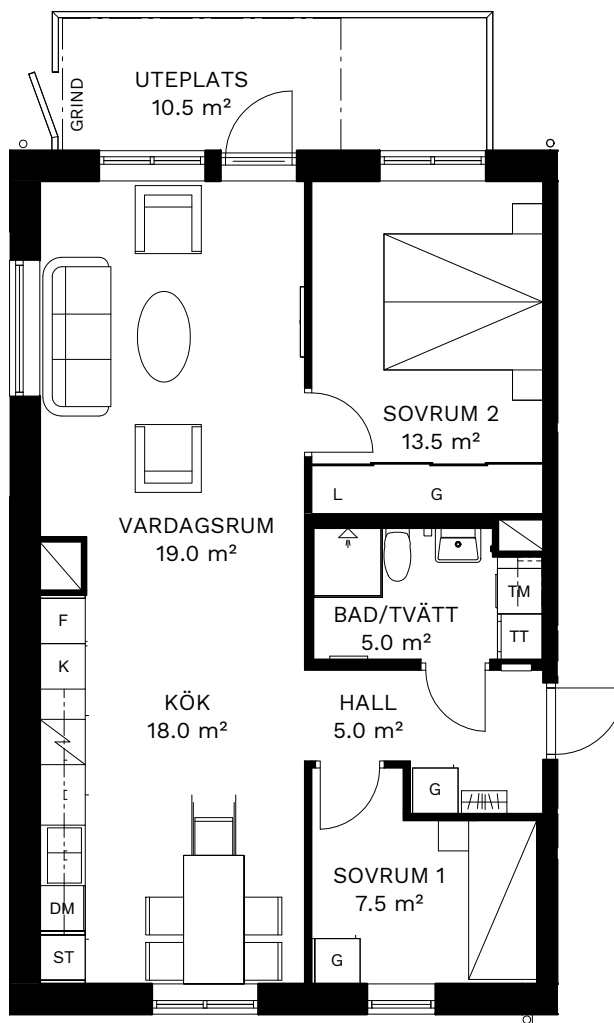 UTEPLATS
10.5 m²
GRIND
SOVRUM 2
13.5 m²
L G
VARDAGSRUM
19.0 m²
F
K
BAD/TVÄTT
5.0 m²
TM
TT
KÖK
18.0 m²
HALL
5.0 m²
G
SOVRUM 1
7.5 m²
DM
ST
G